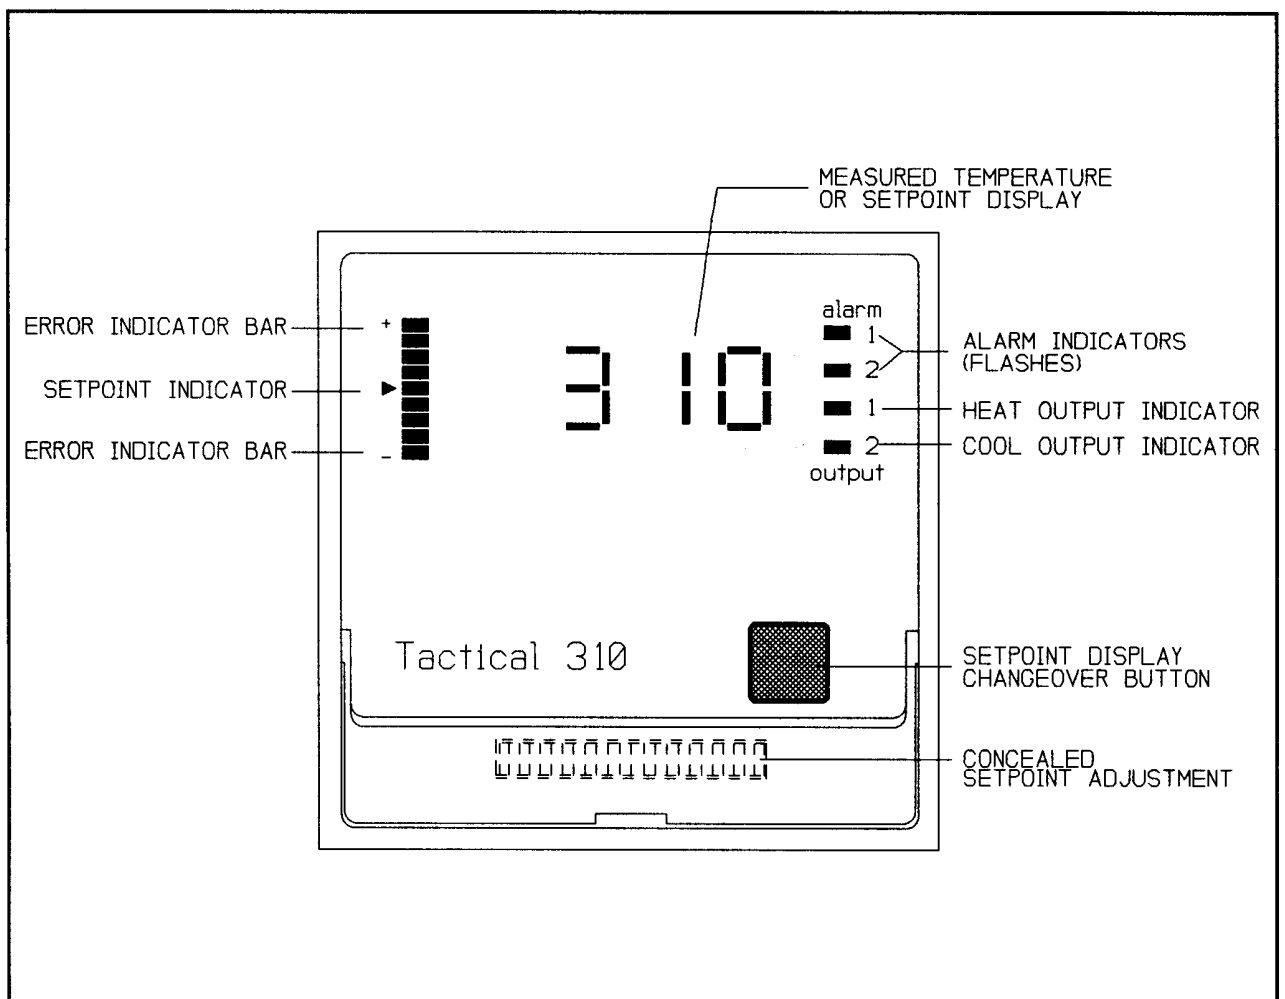 MEASURED TEMPERATURE
OR SETPOINT DISPLAY
ERROR INDICATOR BAR
+
SETPOINT INDICATOR
ERROR INDICATOR BAR
-
310
alarm
1
2
1
2
output
ALARM INDICATORS
(FLASHES)
HEAT OUTPUT INDICATOR
COOL OUTPUT INDICATOR
Tactical 310
SETPOINT DISPLAY
CHANGEOVER BUTTON
CONCEALED
SETPOINT ADJUSTMENT